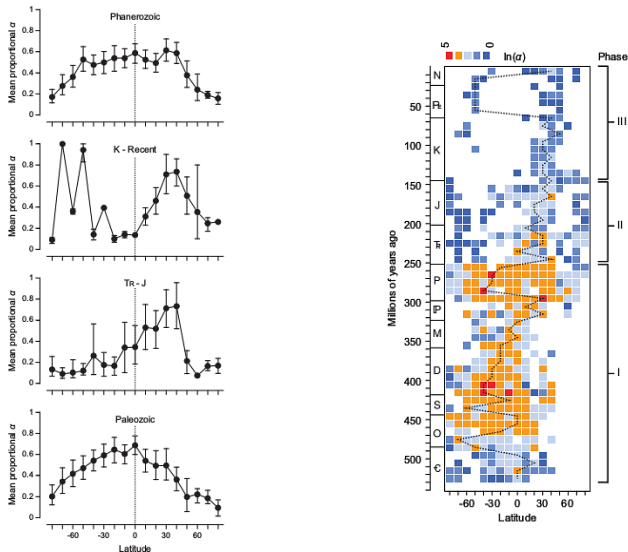 Phanerozoic
Mean proportional α
1
0.8
0.6
0.4
0.2
0
K - Recent
Mean proportional α
1
0.8
0.6
0.4
0.2
0
TR - J
Mean proportional α
1
0.8
0.6
0.4
0.2
0
Paleozoic
Mean proportional α
1
0.8
0.6
0.4
0.2
0
-60 -30 0 30 60
Latitude
5 0 ln(α) Phase
Millions of years ago
50
100
150
200
250
300
350
400
450
500
N
K
J
P
M
D
S
O
III
II
I
-60 -30 0 30 60
Latitude